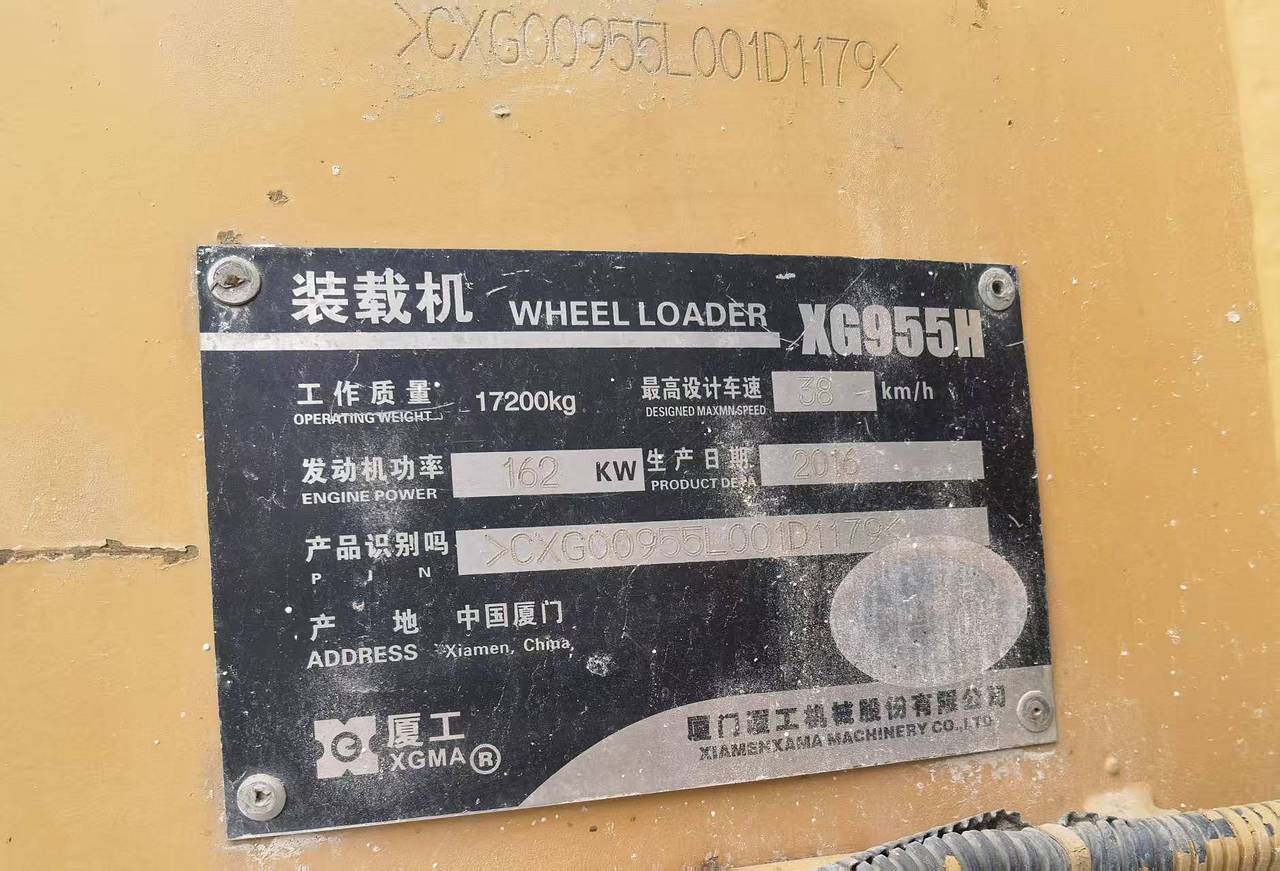 >CXG00955L001D1179<
装载机 WHEEL LOADER XG955H
工作质量 17200kg 最高设计车速 38 km/h
OPERATING WEIGHT DESIGNED MAXMN.SPEED
发动机功率 162 KW 生产日期 2016
ENGINE POWER PRODUCT DETA
产品识别吗 >CXG00955L001D1179<
P I N
产地 中国厦门
ADDRESS Xiamen, China
厦工 厦门厦工机械股份有限公司
XGMA® XIAMENXAMA MACHINERY CO.,LTD